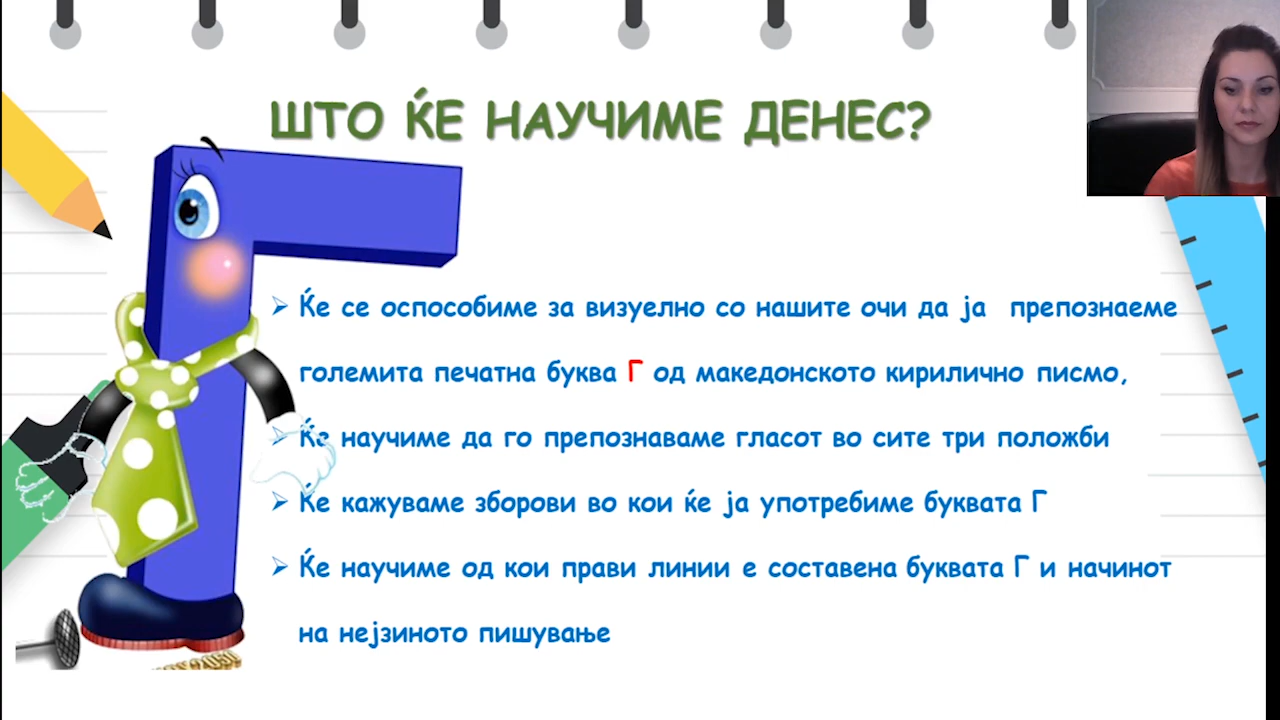 ШТО ЌЕ НАУЧИМЕ ДЕНЕС?
Ќе се оспособиме за визуелно со нашите очи да ја препознаеме
големита печатна буква Г од македонското кирилично писмо,
Ќе научиме да го препознаваме гласот во сите три положби
Ќе кажуваме зборови во кои ќе ја употребиме буквата Г
Ќе научиме од кои прави линии е составена буквата Г и начинот
на нејзиното пишување